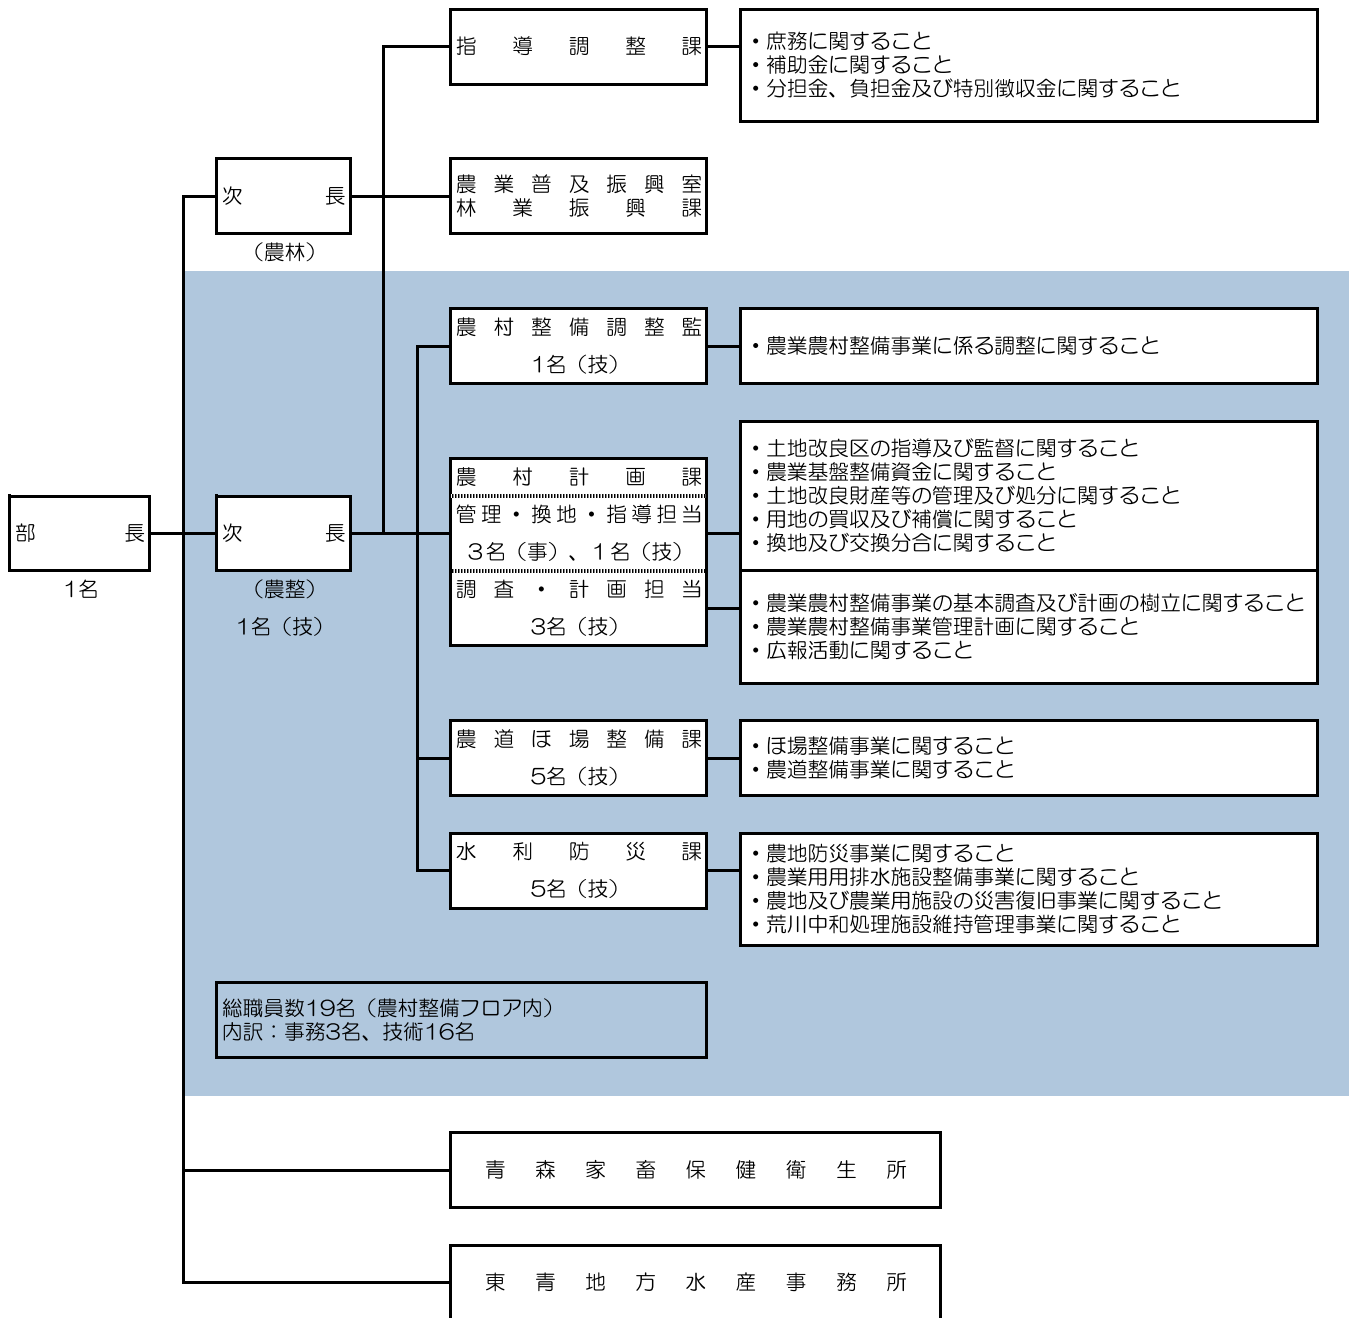 指導調整課
・庶務に関すること
・補助金に関すること
・分担金、負担金及び特別徴収金に関すること
次長
（農林）
農業普及振興室
林業振興課
農村整備調整監
1名（技）
・農業農村整備事業に係る調整に関すること
部長
1名
次長
（農整）
1名（技）
農村計画課
管理・換地・指導担当
3名（事）、1名（技）
・土地改良区の指導及び監督に関すること
・農業基盤整備資金に関すること
・土地改良財産等の管理及び処分に関すること
・用地の買収及び補償に関すること
・換地及び交換分合に関すること
調査・計画担当
3名（技）
・農業農村整備事業の基本調査及び計画の樹立に関すること
・農業農村整備事業管理計画に関すること
・広報活動に関すること
農道ほ場整備課
5名（技）
・ほ場整備事業に関すること
・農道整備事業に関すること
水利防災課
5名（技）
・農地防災事業に関すること
・農業用用排水施設整備事業に関すること
・農地及び農業用施設の災害復旧事業に関すること
・荒川中和処理施設維持管理事業に関すること
総職員数19名（農村整備フロア内）
内訳：事務3名、技術16名
青森家畜保健衛生所
東青地方水産事務所